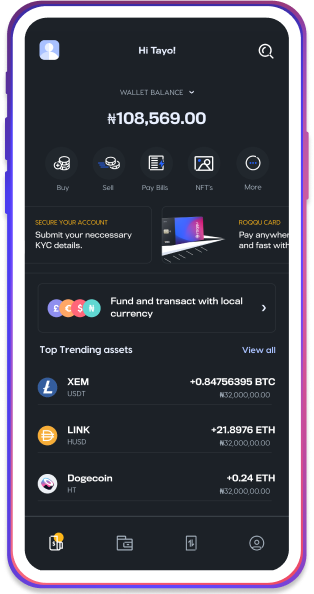 Hi Tayo!
WALLET BALANCE
₦108,569.00
Buy
Sell
Pay Bills
NFT's
More
SECURE YOUR ACCOUNT
Submit your neccessary
KYC details.
ROQQU CARD
Pay anywher
and fast with
£ € $ N
Fund and transact with local
currency
Top Trending assets
View all
XEM
+0.84756395 BTC
USDT
₦32,000,00.00
LINK
+21.8976 ETH
HUSD
₦32,000,00.00
Dogecoin
+0.24 ETH
HT
₦32,000,00.00